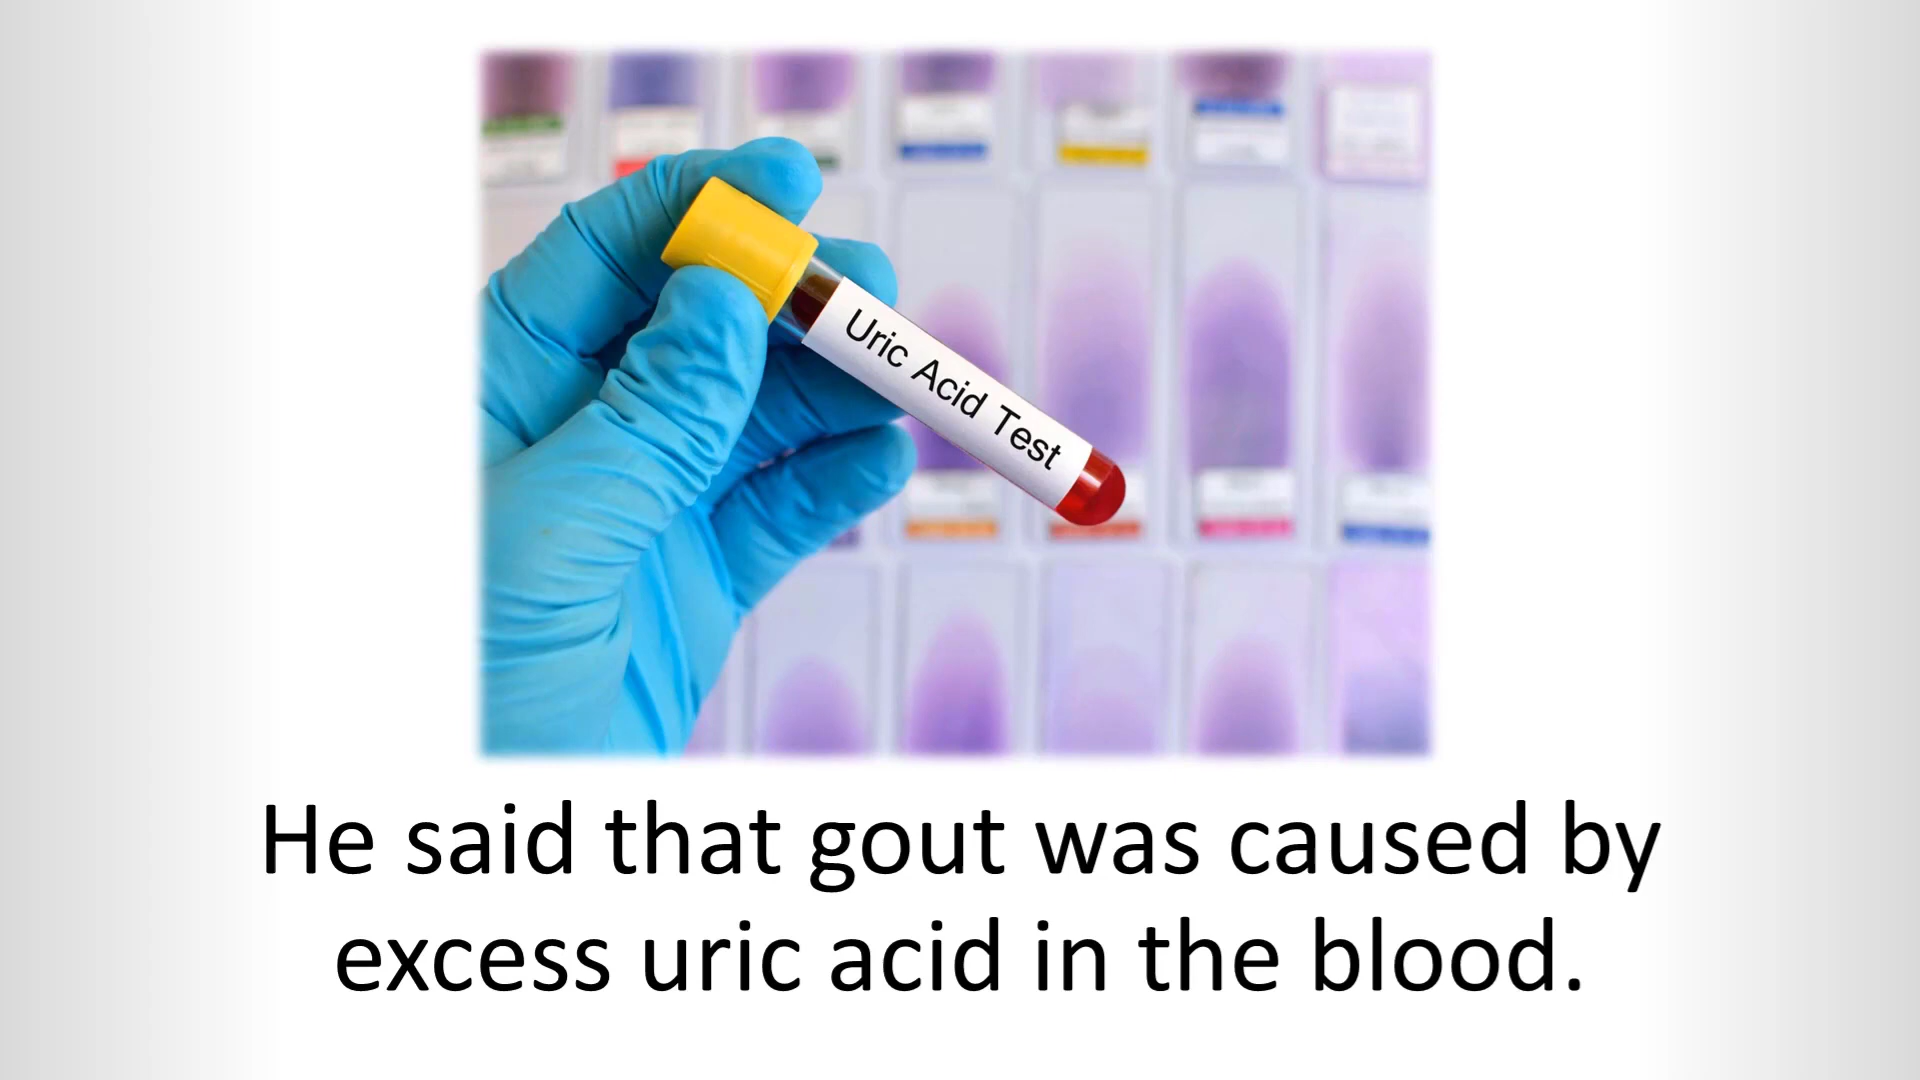 Uric Acid Test
He said that gout was caused by
excess uric acid in the blood.